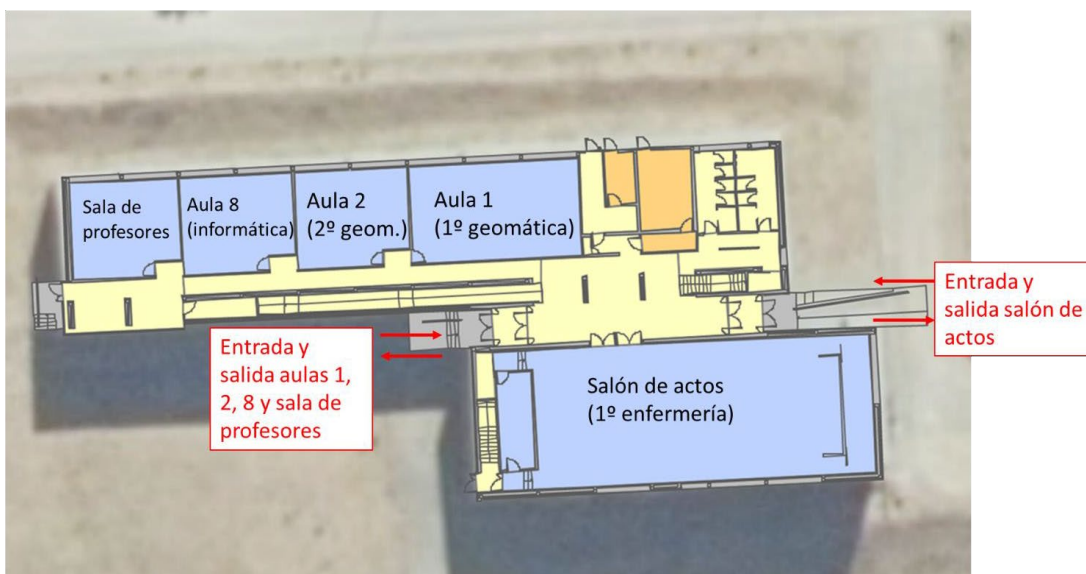 Sala de
profesores
Aula 8
(informática)
Aula 2
(2º geom.)
Aula 1
(1º geomática)
Entrada y
salida salón de
actos
Entrada y
salida aulas 1,
2, 8 y sala de
profesores
Salón de actos
(1º enfermería)